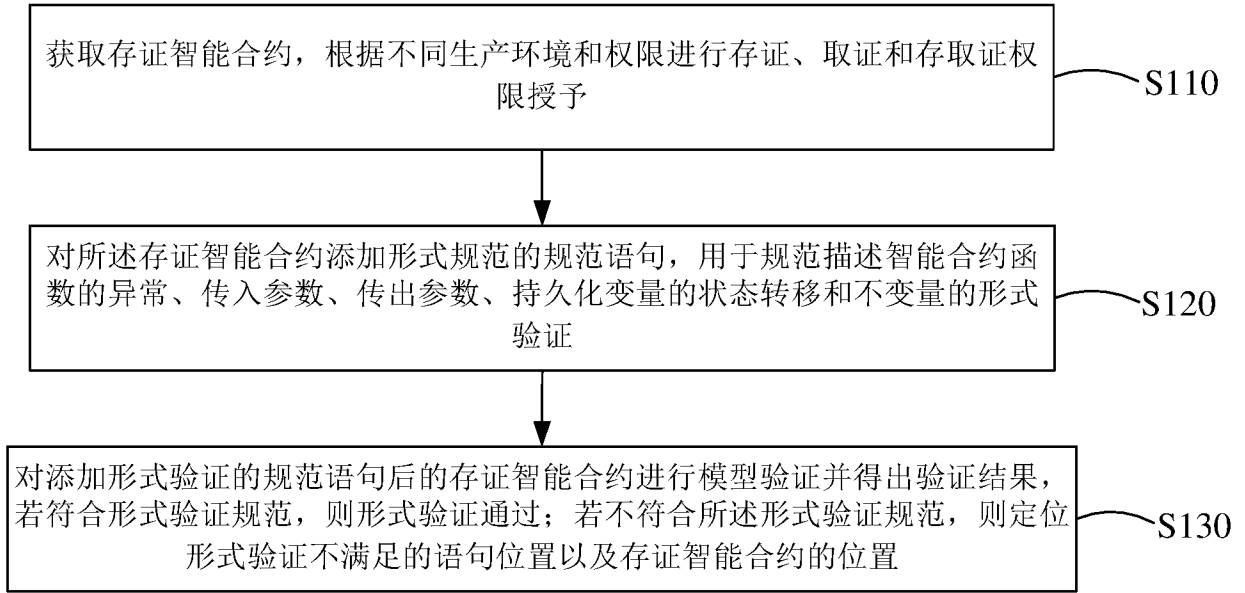 获取存证智能合约，根据不同生产环境和权限进行存证、取证和存取证权
限授予
S110
对所述存证智能合约添加形式规范的规范语句，用于规范描述智能合约函
数的异常、传入参数、传出参数、持久化变量的状态转移和不变量的形式
验证
S120
对添加形式验证的规范语句后的存证智能合约进行模型验证并得出验证结果，
若符合形式验证规范，则形式验证通过；若不符合所述形式验证规范，则定位
形式验证不满足的语句位置以及存证智能合约的位置
S130